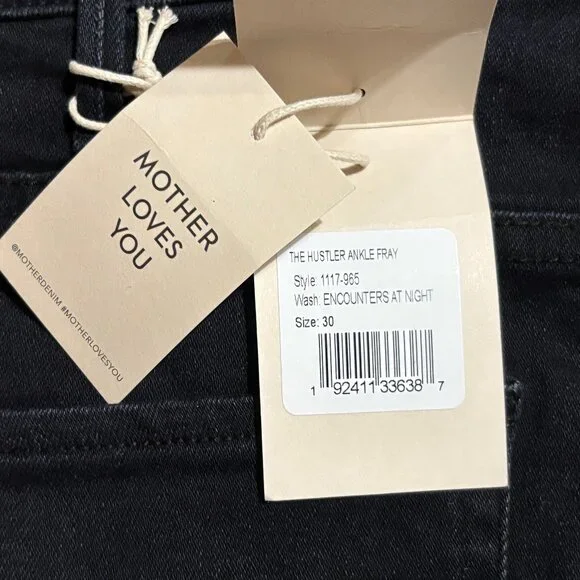 MOTHER
LOVES
YOU
@MOTHERDENIM #MOTHERLOVESYOU
THE HUSTLER ANKLE FRAY
Style: 1117-965
Wash: ENCOUNTERS AT NIGHT
Size: 30
1 92411 33638 7